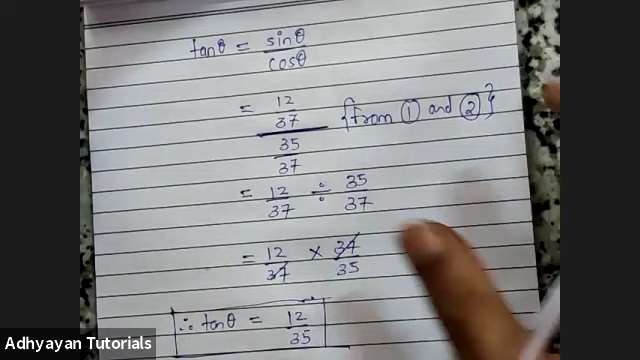 tanθ = sinθ/cosθ
= 12/37 / 35/37 {from ① and ②}
= 12/37 ÷ 35/37
= 12/37 × 37/35
∴ tanθ = 12/35
Adhyayan Tutorials